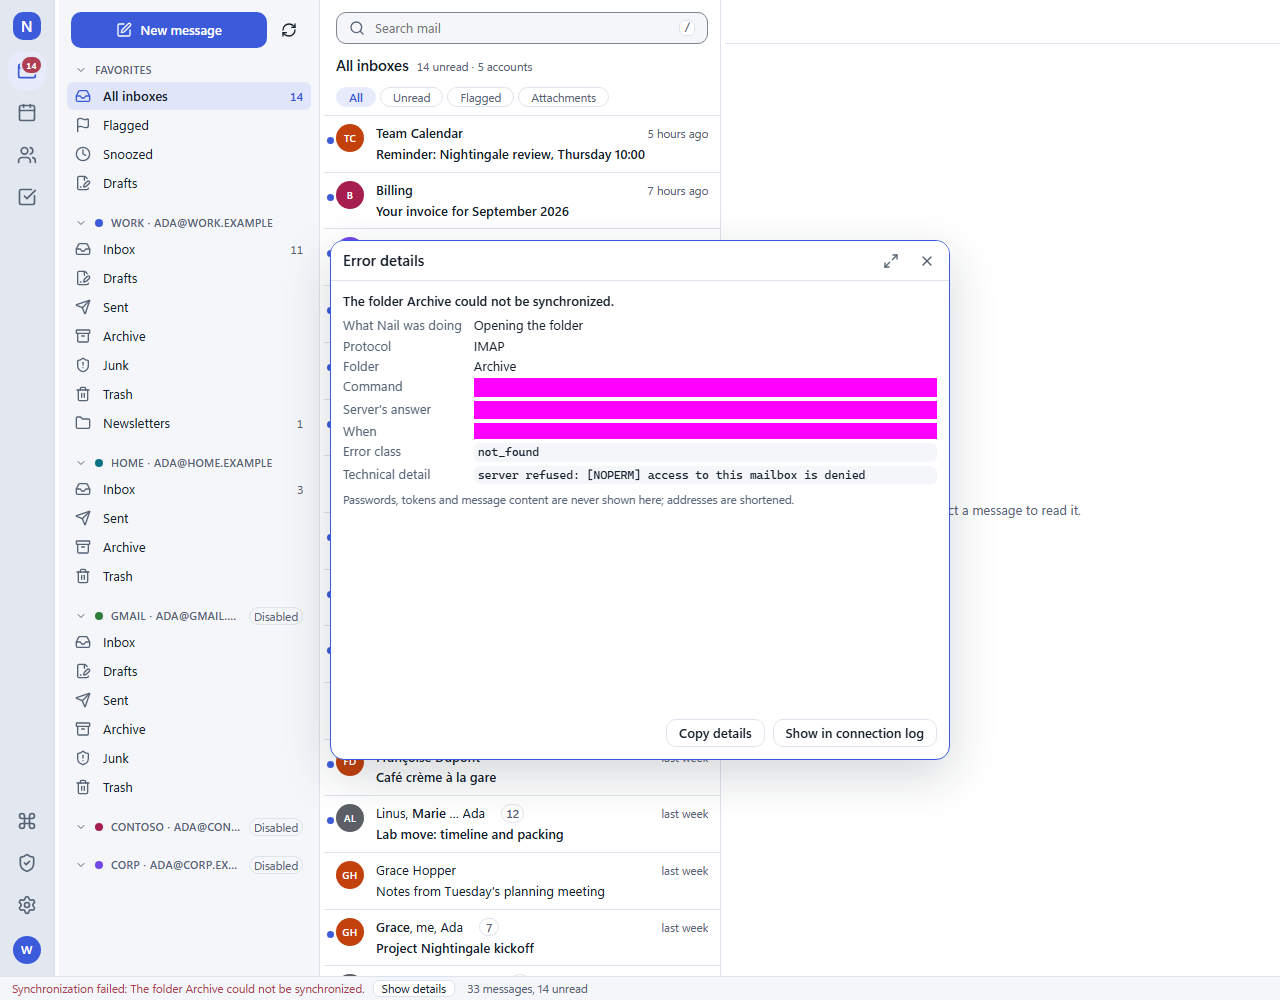 N
14
New message
FAVORITES
All inboxes 14
Flagged
Snoozed
Drafts
WORK · ADA@WORK.EXAMPLE
Inbox 11
Drafts
Sent
Archive
Junk
Trash
Newsletters 1
HOME · ADA@HOME.EXAMPLE
Inbox 3
Sent
Archive
Trash
GMAIL · ADA@GMAIL.... Disabled
Inbox
Drafts
Sent
Archive
Junk
Trash
CONTOSO · ADA@CON... Disabled
CORP · ADA@CORP.EX... Disabled
W
Search mail /
All inboxes 14 unread · 5 accounts
All Unread Flagged Attachments
TC Team Calendar 5 hours ago
Reminder: Nightingale review, Thursday 10:00
B Billing 7 hours ago
Your invoice for September 2026
Error details
The folder Archive could not be synchronized.
What Nail was doing Opening the folder
Protocol IMAP
Folder Archive
Command
Server's answer
When
Error class not_found
Technical detail server refused: [NOPERM] access to this mailbox is denied
Passwords, tokens and message content are never shown here; addresses are shortened.
Copy details Show in connection log
FD Françoise Dupont last week
Café crème à la gare
AL Linus, Marie ... Ada 12 last week
Lab move: timeline and packing
GH Grace Hopper last week
Notes from Tuesday's planning meeting
GH Grace, me, Ada 7 last week
Project Nightingale kickoff
a message to read it.
Synchronization failed: The folder Archive could not be synchronized. Show details 33 messages, 14 unread